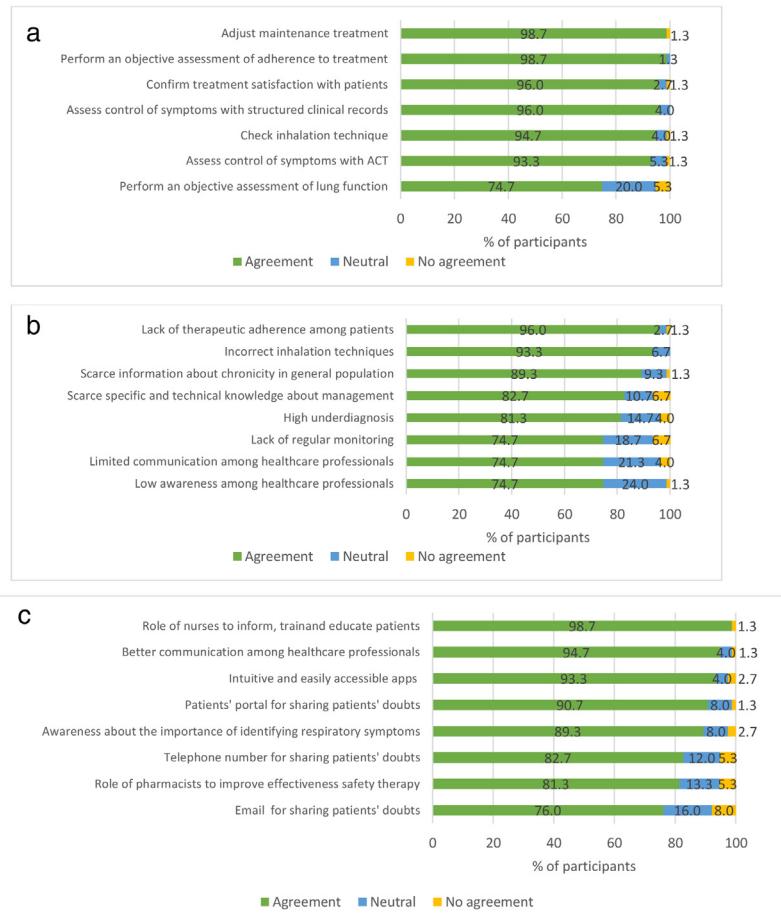 a
Adjust maintenance treatment 98.7 1.3
Perform an objective assessment of adherence to treatment 98.7 1.3
Confirm treatment satisfaction with patients 96.0 2.7 1.3
Assess control of symptoms with structured clinical records 96.0 4.0
Check inhalation technique 94.7 4.0 1.3
Assess control of symptoms with ACT 93.3 5.3 1.3
Perform an objective assessment of lung function 74.7 20.0 5.3
0 20 40 60 80 100
% of participants
Agreement Neutral No agreement
b
Lack of therapeutic adherence among patients 96.0 2.7 1.3
Incorrect inhalation techniques 93.3 6.7
Scarce information about chronicity in general population 89.3 9.3 1.3
Scarce specific and technical knowledge about management 82.7 10.7 6.7
High underdiagnosis 81.3 14.7 4.0
Lack of regular monitoring 74.7 18.7 6.7
Limited communication among healthcare professionals 74.7 21.3 4.0
Low awareness among healthcare professionals 74.7 24.0 1.3
0 20 40 60 80 100
% of participants
Agreement Neutral No agreement
c
Role of nurses to inform, trainand educate patients 98.7 1.3
Better communication among healthcare professionals 94.7 4.0 1.3
Intuitive and easily accessible apps 93.3 4.0 2.7
Patients' portal for sharing patients' doubts 90.7 8.0 1.3
Awareness about the importance of identifying respiratory symptoms 89.3 8.0 2.7
Telephone number for sharing patients' doubts 82.7 12.0 5.3
Role of pharmacists to improve effectiveness safety therapy 81.3 13.3 5.3
Email for sharing patients' doubts 76.0 16.0 8.0
0 20 40 60 80 100
% of participants
Agreement Neutral No agreement